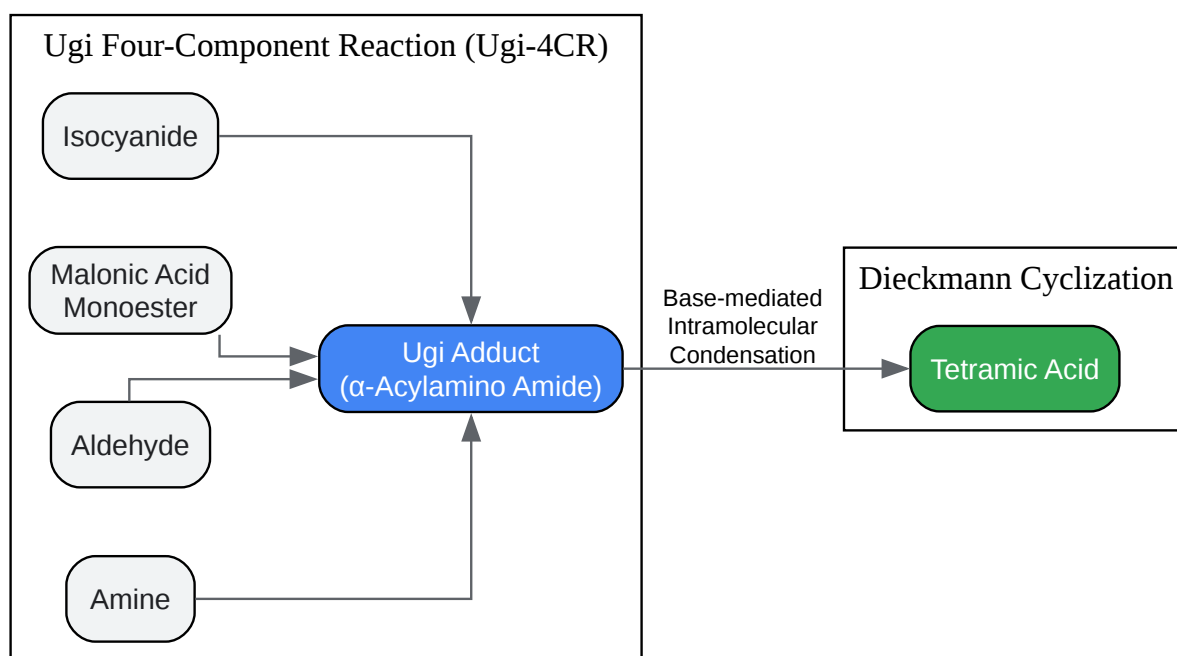 Ugi Four-Component Reaction (Ugi-4CR)
Isocyanide
Malonic Acid
Monoester
Aldehyde
Amine
Ugi Adduct
(α-Acylamino Amide)
Base-mediated
Intramolecular
Condensation
Dieckmann Cyclization
Tetramic Acid